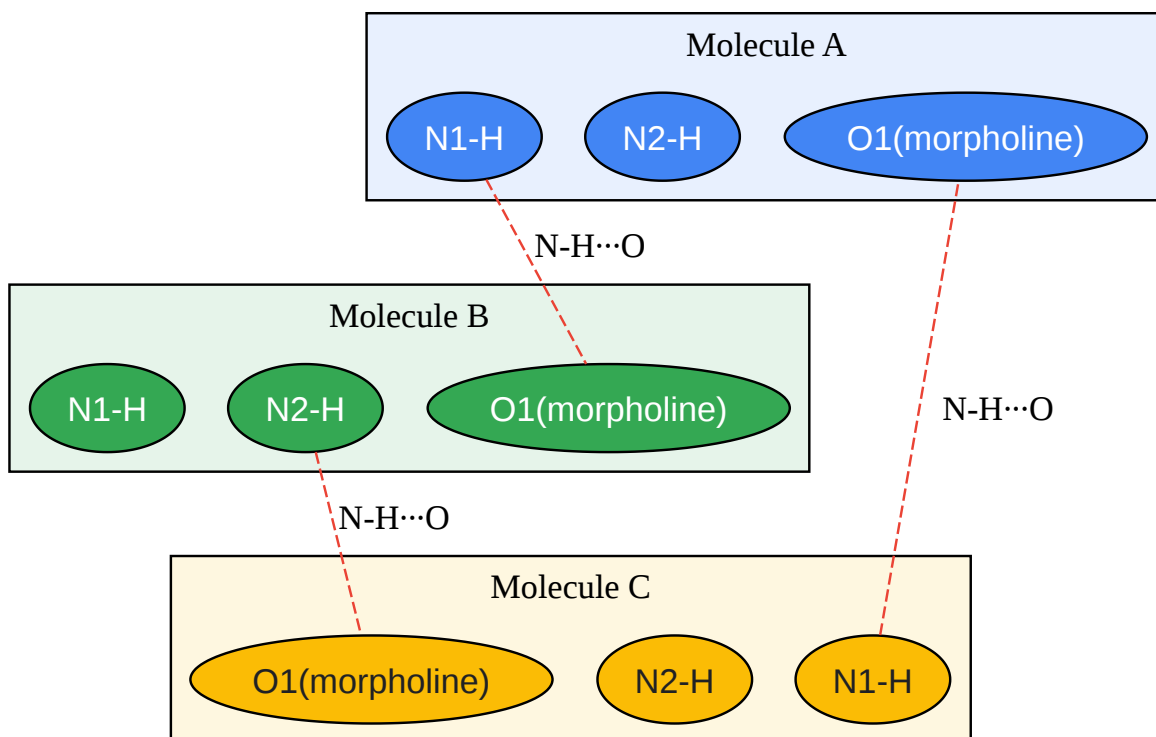 Molecule A
N1-H
N2-H
O1(morpholine)
N-H···O
Molecule B
N1-H
N2-H
O1(morpholine)
N-H···O
N-H···O
Molecule C
O1(morpholine)
N2-H
N1-H